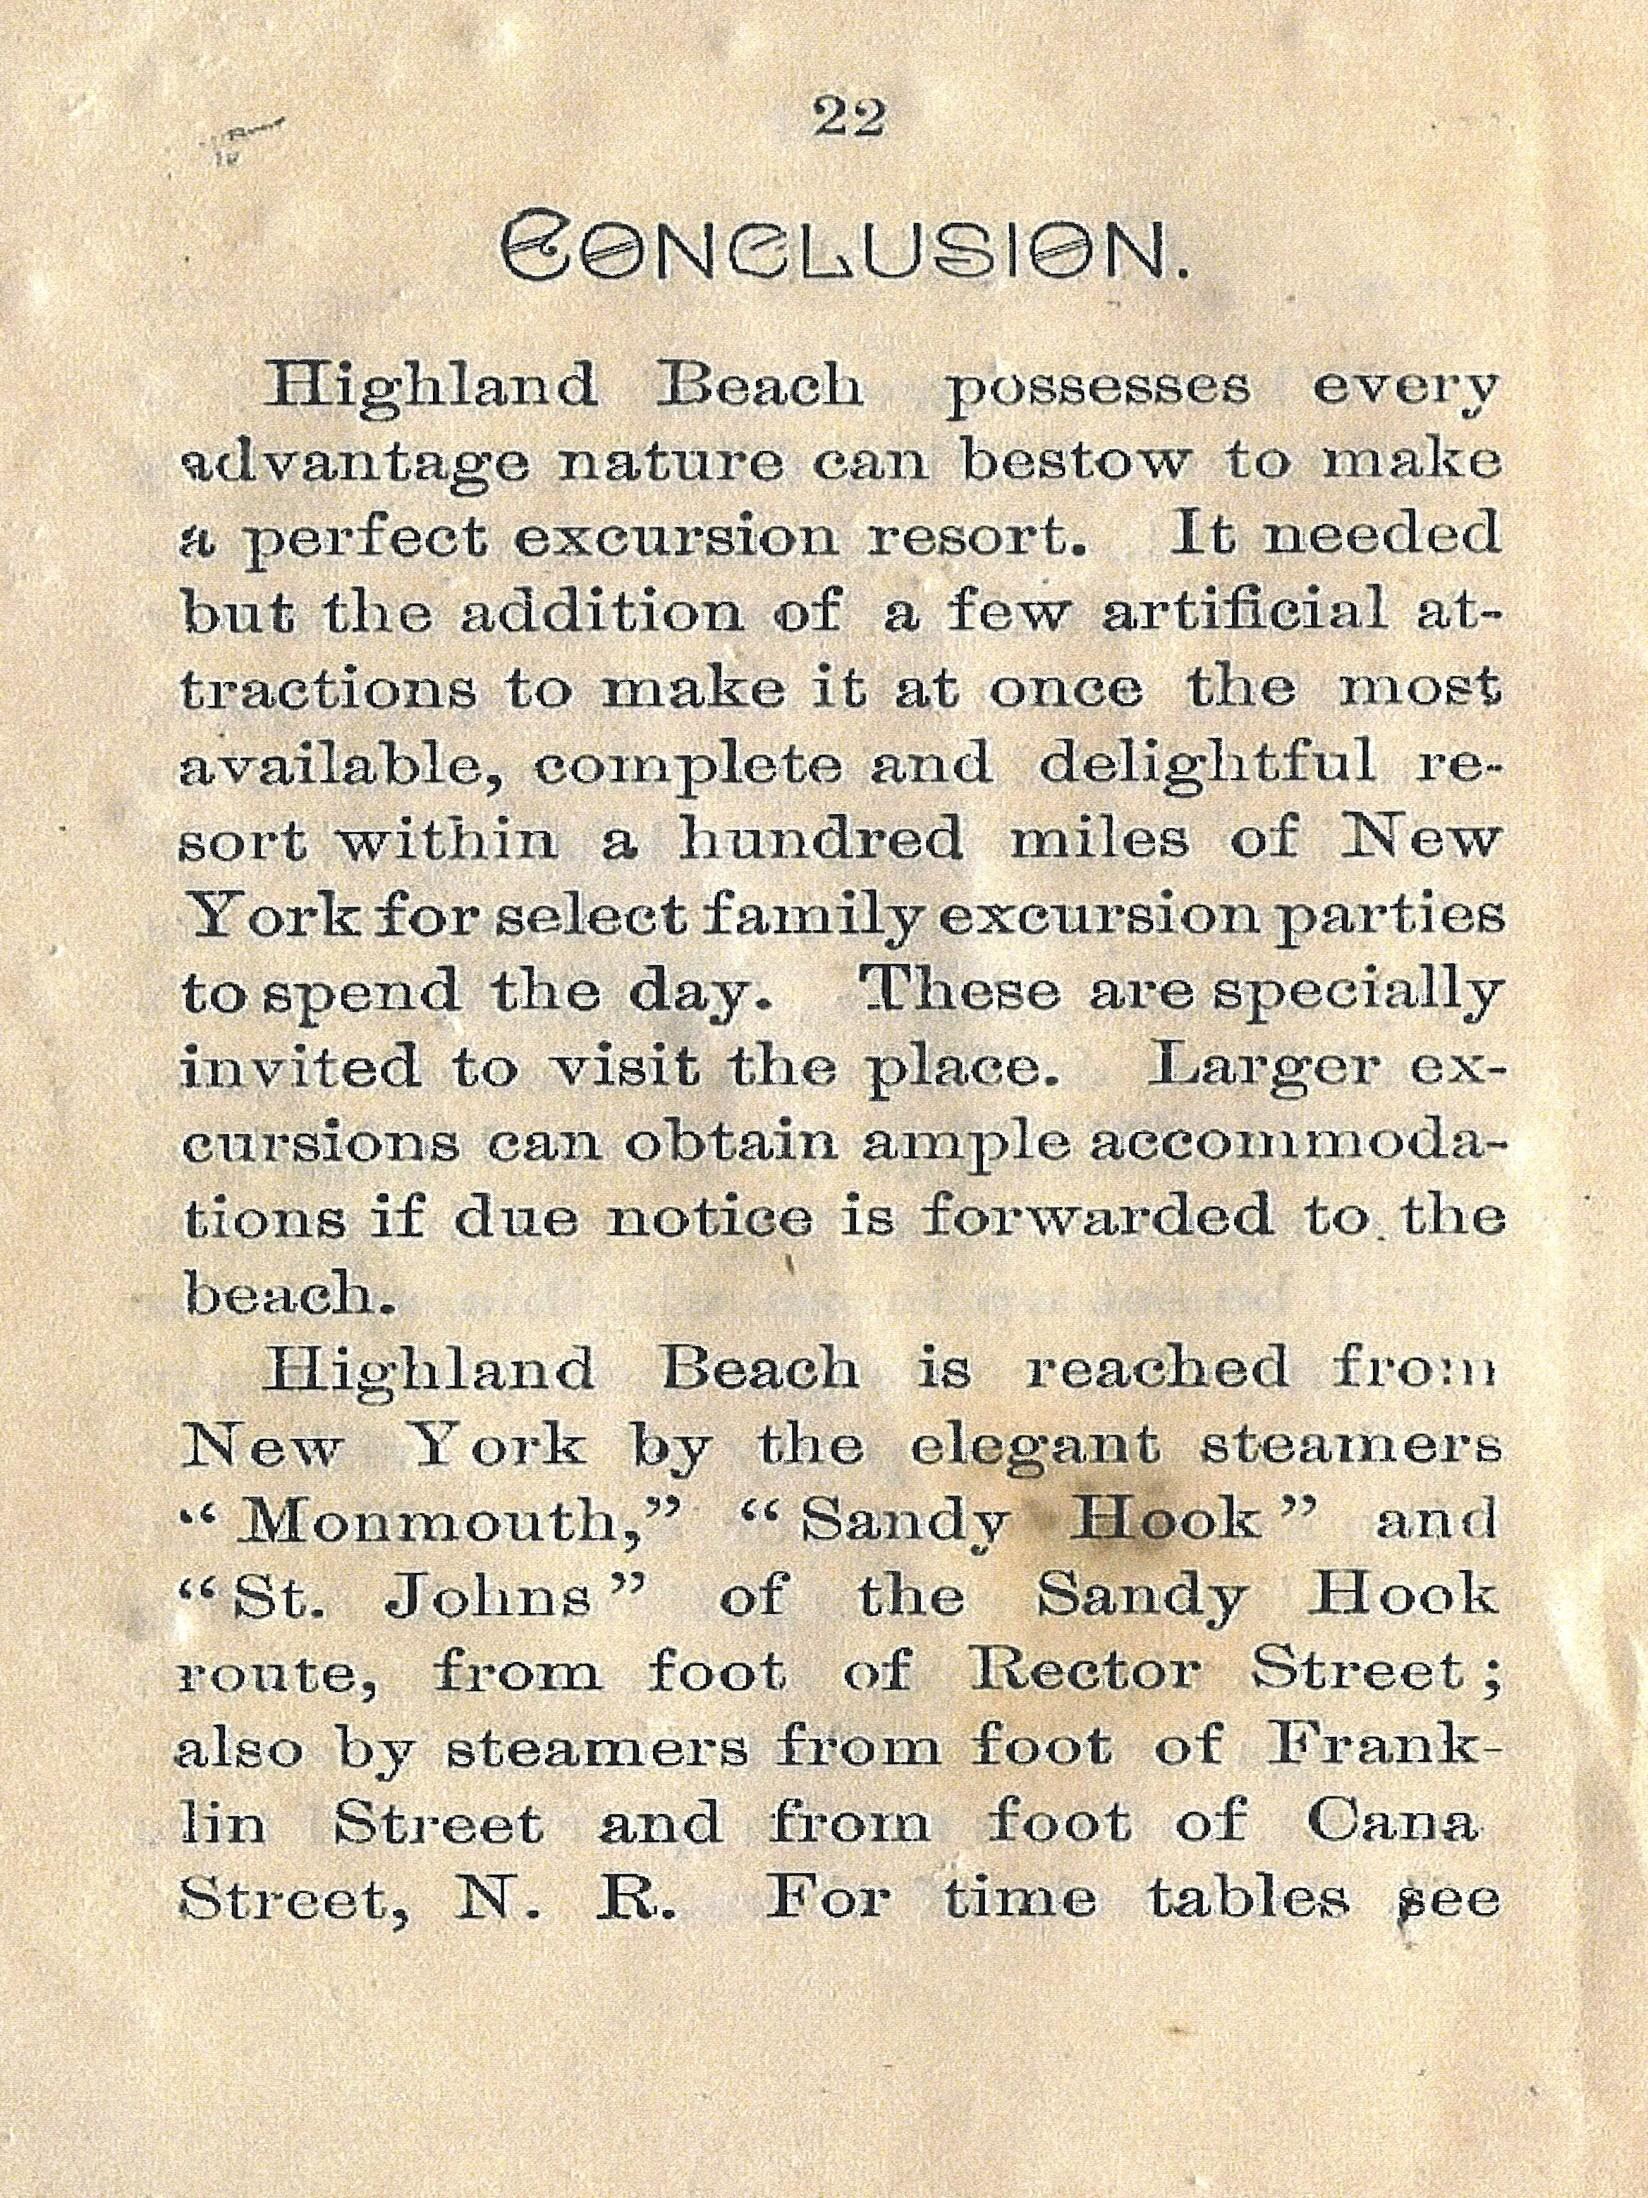 22
CONCLUSION.
Highland Beach possesses every
advantage nature can bestow to make
a perfect excursion resort. It needed
but the addition of a few artificial at-
tractions to make it at once the most
available, complete and delightful re-
sort within a hundred miles of New
York for select family excursion parties
to spend the day. These are specially
invited to visit the place. Larger ex-
cursions can obtain ample accommoda-
tions if due notice is forwarded to the
beach.
Highland Beach is reached from
New York by the elegant steamers
“Monmouth,” “Sandy Hook” and
“St. Johns” of the Sandy Hook
route, from foot of Rector Street;
also by steamers from foot of Frank-
lin Street and from foot of Cana
Street, N. R. For time tables see